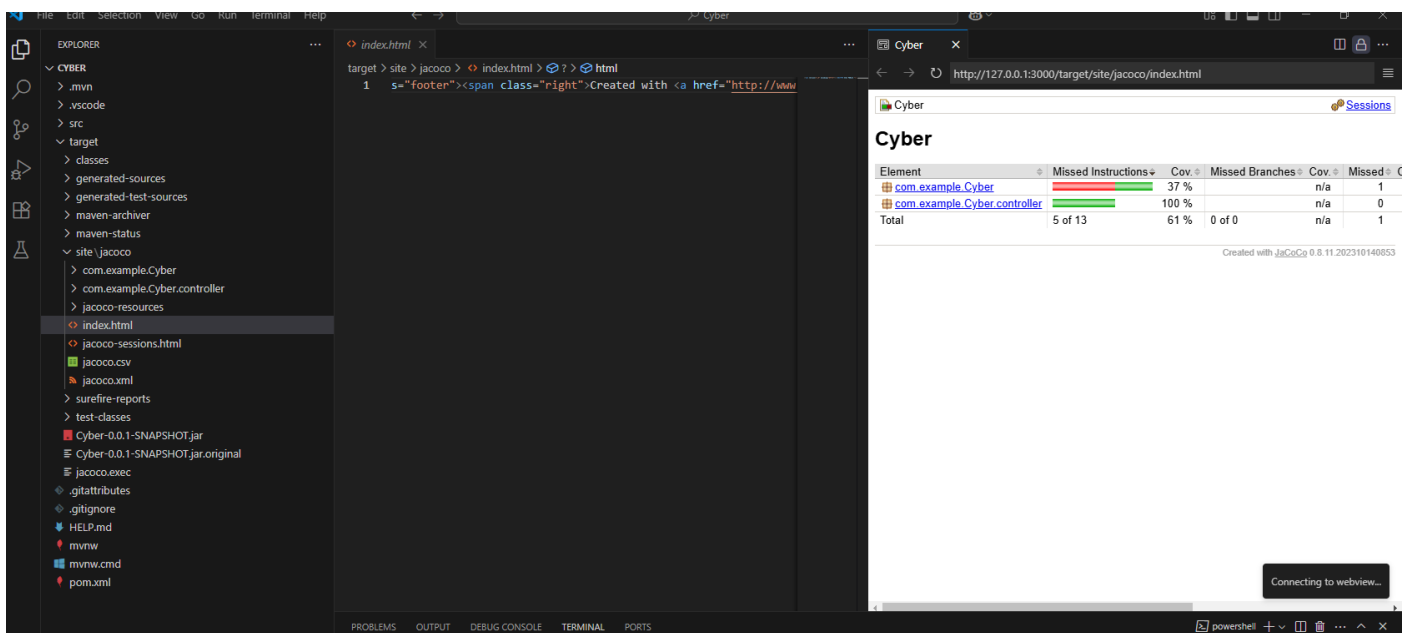 File Edit Selection View Go Run Terminal Help
Cyber
EXPLORER
CYBER
.mvn
.vscode
src
target
classes
generated-sources
generated-test-sources
maven-archiver
maven-status
site\jacoco
com.example.Cyber
com.example.Cyber.controller
jacoco-resources
index.html
jacoco-sessions.html
jacoco.csv
jacoco.xml
surefire-reports
test-classes
Cyber-0.0.1-SNAPSHOT.jar
Cyber-0.0.1-SNAPSHOT.jar.original
jacoco.exec
.gitattributes
.gitignore
HELP.md
mvnw
mvnw.cmd
pom.xml
index.html
target > site > jacoco > index.html > ? > html
1 s="footer"><span class="right">Created with <a href="http://www
Cyber
http://127.0.0.1:3000/target/site/jacoco/index.html
Cyber Sessions
Cyber
Element Missed Instructions Cov. Missed Branches Cov. Missed C
com.example.Cyber 37 % n/a 1
com.example.Cyber.controller 100 % n/a 0
Total 5 of 13 61 % 0 of 0 n/a 1
Created with JaCoCo 0.8.11.202310140853
Connecting to webview...
PROBLEMS OUTPUT DEBUG CONSOLE TERMINAL PORTS powershell